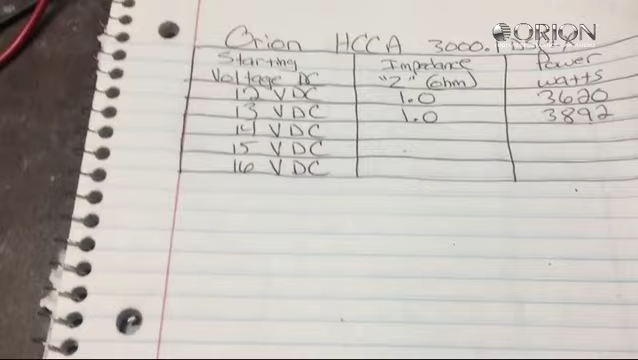 ORION
Orion HCCA 3000.1
Starting Impedance Power
Voltage DC "Z" (ohm) watts
12 VDC 1.0 3620
13 VDC 1.0 3892
14 VDC
15 VDC
16 VDC